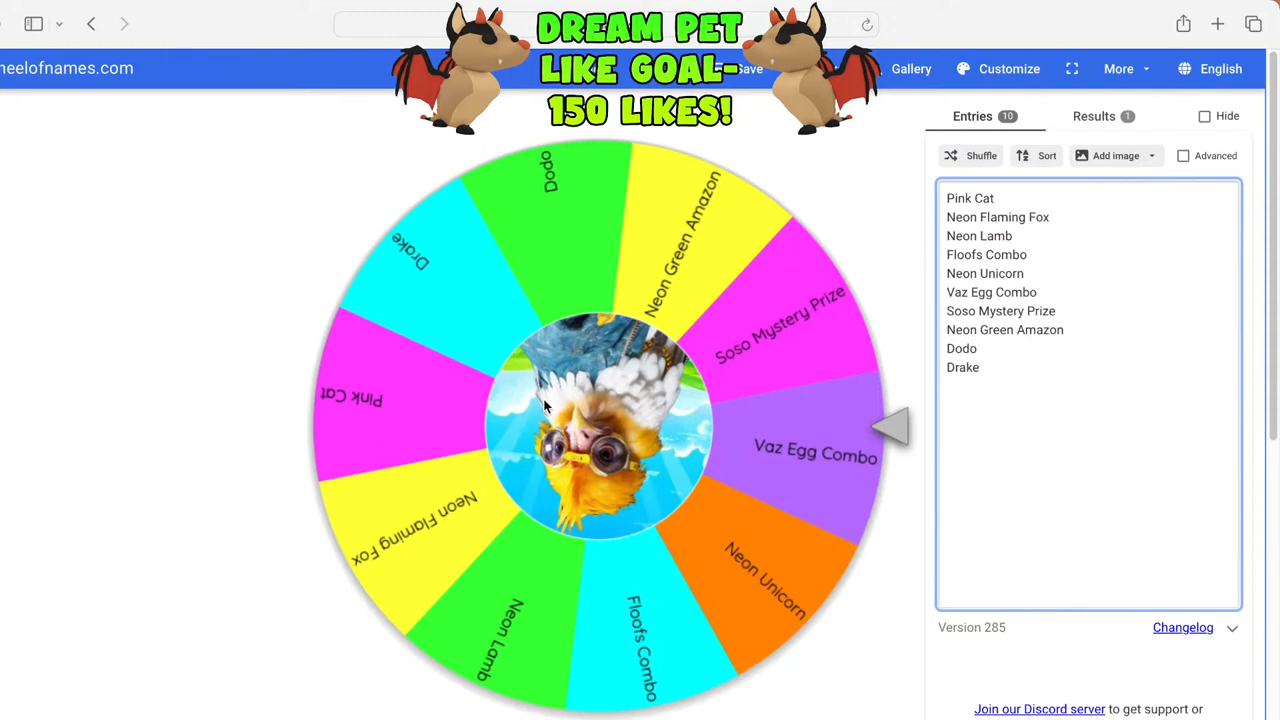 DREAM PET
LIKE GOAL-
150 LIKES!
heelofnames.com
Save
Gallery
Customize
More
English
Entries 10
Results 1
Hide
Shuffle
Sort
Add image
Advanced
Pink Cat
Neon Flaming Fox
Neon Lamb
Floofs Combo
Neon Unicorn
Vaz Egg Combo
Soso Mystery Prize
Neon Green Amazon
Dodo
Drake
Dodo
Neon Green Amazon
Soso Mystery Prize
Vaz Egg Combo
Neon Unicorn
Floofs Combo
Neon Lamb
Neon Flaming Fox
Pink Cat
Drake
Version 285
Changelog
Join our Discord server to get support or